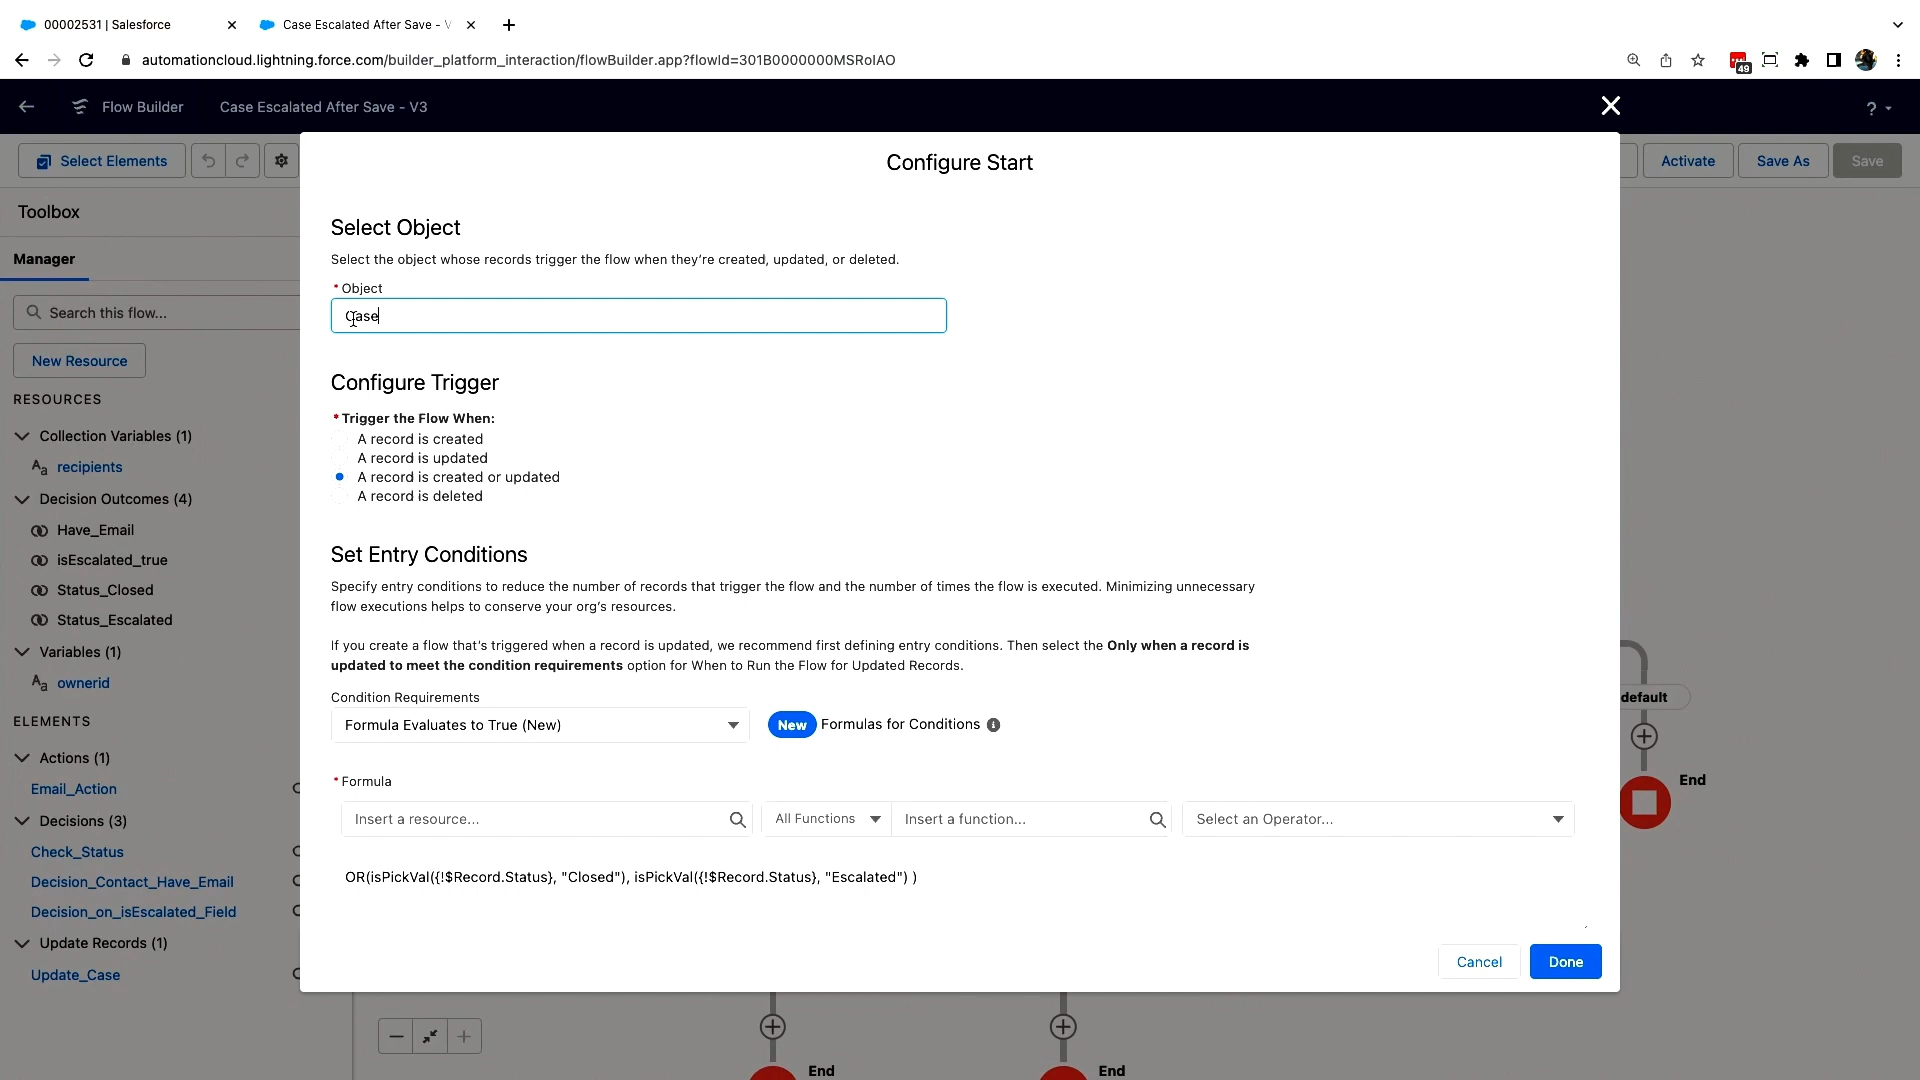 00002531 | Salesforce
Case Escalated After Save - V
automationcloud.lightning.force.com/builder_platform_interaction/flowBuilder.app?flowId=301B0000000MSRoIAO
49
Flow Builder
Case Escalated After Save - V3
?
Select Elements
Activate
Save As
Save
Toolbox
Manager
Search this flow...
New Resource
RESOURCES
Collection Variables (1)
recipients
Decision Outcomes (4)
Have_Email
isEscalated_true
Status_Closed
Status_Escalated
Variables (1)
ownerid
ELEMENTS
Actions (1)
Email_Action
Decisions (3)
Check_Status
Decision_Contact_Have_Email
Decision_on_isEscalated_Field
Update Records (1)
Update_Case
Configure Start
Select Object
Select the object whose records trigger the flow when they're created, updated, or deleted.
* Object
Case
Configure Trigger
* Trigger the Flow When:
A record is created
A record is updated
A record is created or updated
A record is deleted
Set Entry Conditions
Specify entry conditions to reduce the number of records that trigger the flow and the number of times the flow is executed. Minimizing unnecessary
flow executions helps to conserve your org's resources.
If you create a flow that's triggered when a record is updated, we recommend first defining entry conditions. Then select the Only when a record is
updated to meet the condition requirements option for When to Run the Flow for Updated Records.
Condition Requirements
Formula Evaluates to True (New)
New Formulas for Conditions
* Formula
Insert a resource...
All Functions
Insert a function...
Select an Operator...
OR(isPickVal({!$Record.Status}, "Closed"), isPickVal({!$Record.Status}, "Escalated") )
Cancel
Done
default
End
End
End